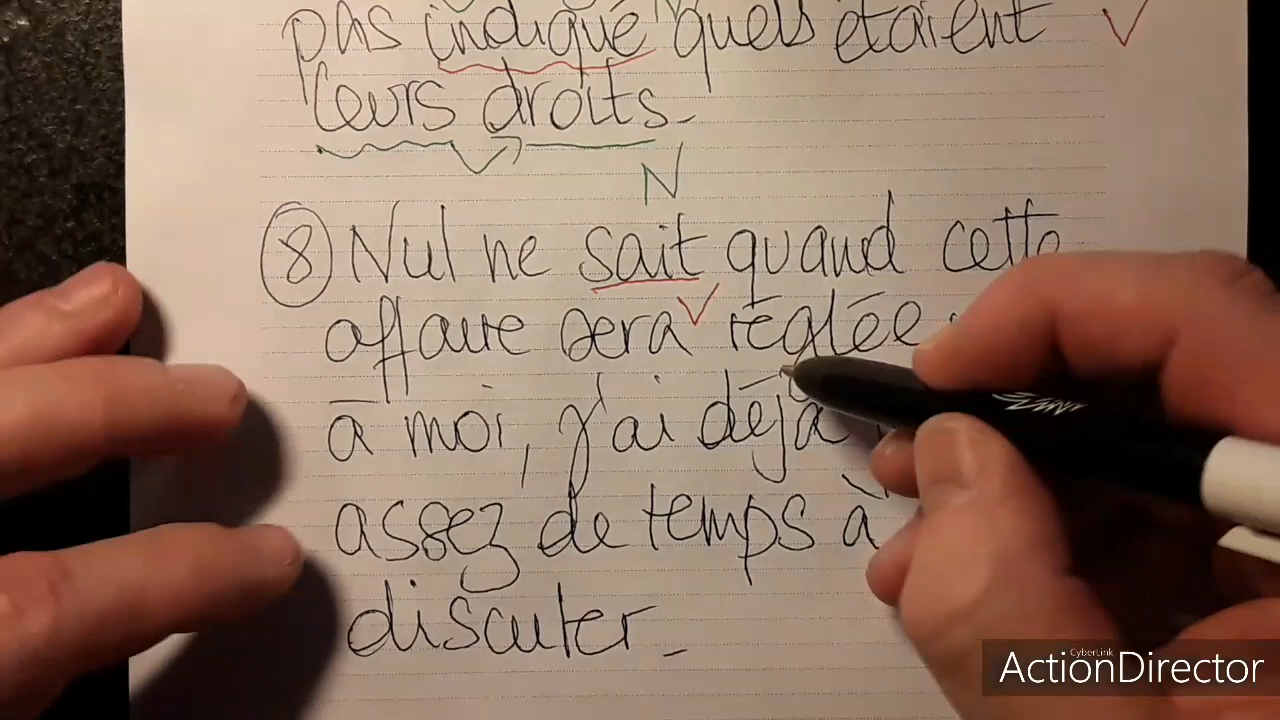 pas indiqué quels étaient
leurs droits.
N
8 Nul ne sait quand cette
affaire sera réglée
à moi, j'ai déjà
assez de temps à
discuter.
CyberLink
ActionDirector